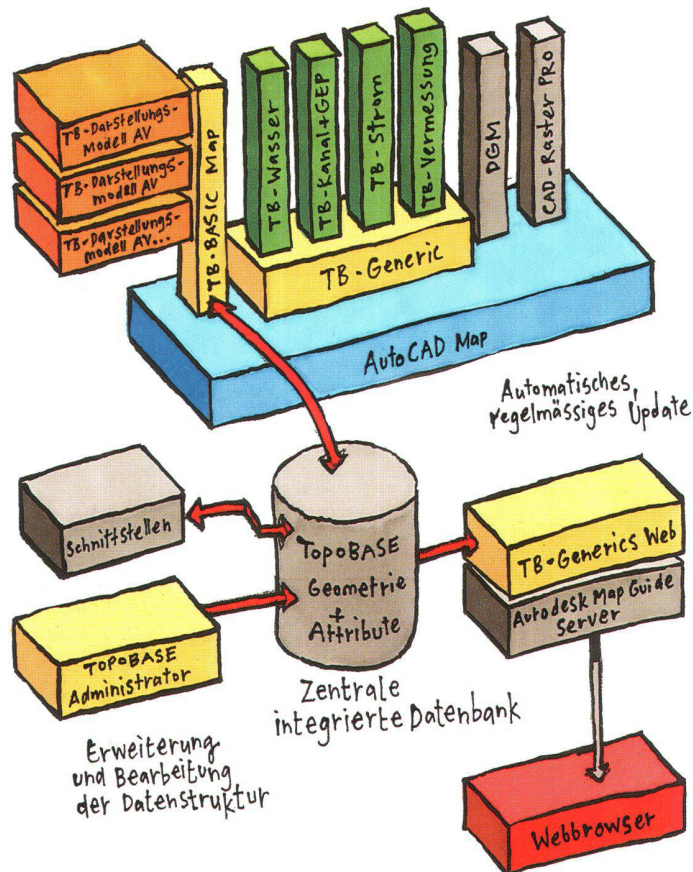 TB-Darstellungs-
Modell AV
TB-Darstellungs-
modell AV
TB-Darstellungs-
modell AV...
TB-BASIC Map
TB-Wasser
TB-Kanal+GEP
TB-Strom
TB-Vermessung
DGM
CAD-Raster PRO
TB-Generic
AutoCAD Map
Automatisches,
regelmässiges Update
Schnittstellen
TOPOBASE
Administrator
TOPOBASE
Geometrie
+
Attribute
TB-Generics Web
Autodesk Map Guide
Server
Zentrale
integrierte Datenbank
Erweiterung
und Bearbeitung
der Datenstruktur
Webbrowser